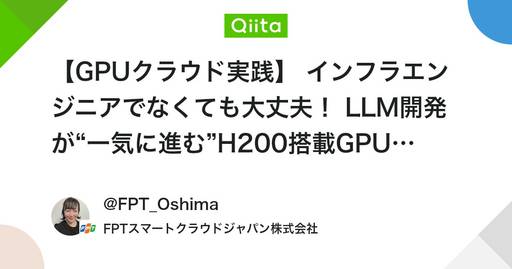 Qiita
【GPUクラウド実践】 インフラエン
ジニアでなくても大丈夫！ LLM開発
が“一気に進む”H200搭載GPU…
@FPT_Oshima
FPTスマートクラウドジャパン株式会社